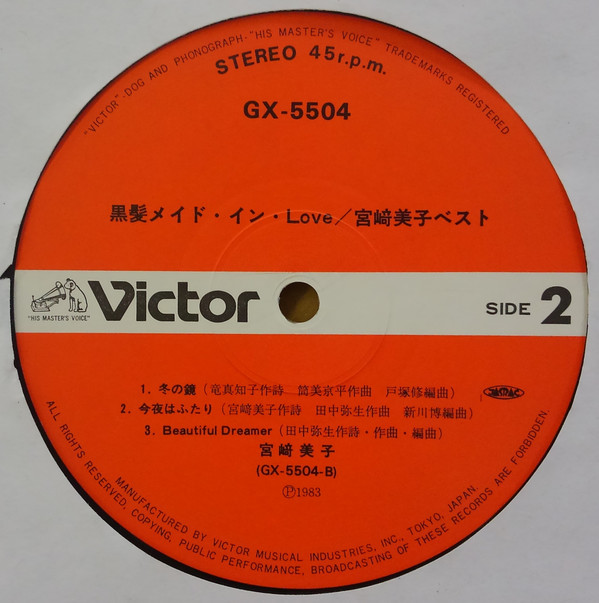 "VICTOR"-DOG AND PHONOGRAPH-"HIS MASTER'S VOICE" TRADEMARKS REGISTERED
STEREO 45r.p.m.
GX-5504
黒髪メイド・イン・Love／宮﨑美子ベスト
Victor
"HIS MASTER'S VOICE"
SIDE 2
1. 冬の鏡（竜真知子作詩 筒美京平作曲 戸塚修編曲）
JASRAC
2. 今夜はふたり（宮﨑美子作詩 田中弥生作曲 新川博編曲）
3. Beautiful Dreamer（田中弥生作詩・作曲・編曲）
宮﨑美子
(GX-5504-B)
Ⓟ1983
MANUFACTURED BY VICTOR MUSICAL INDUSTRIES, INC., TOKYO, JAPAN.
ALL RIGHTS RESERVED, COPYING, PUBLIC PERFORMANCE, BROADCASTING OF THESE RECORDS ARE FORBIDDEN.